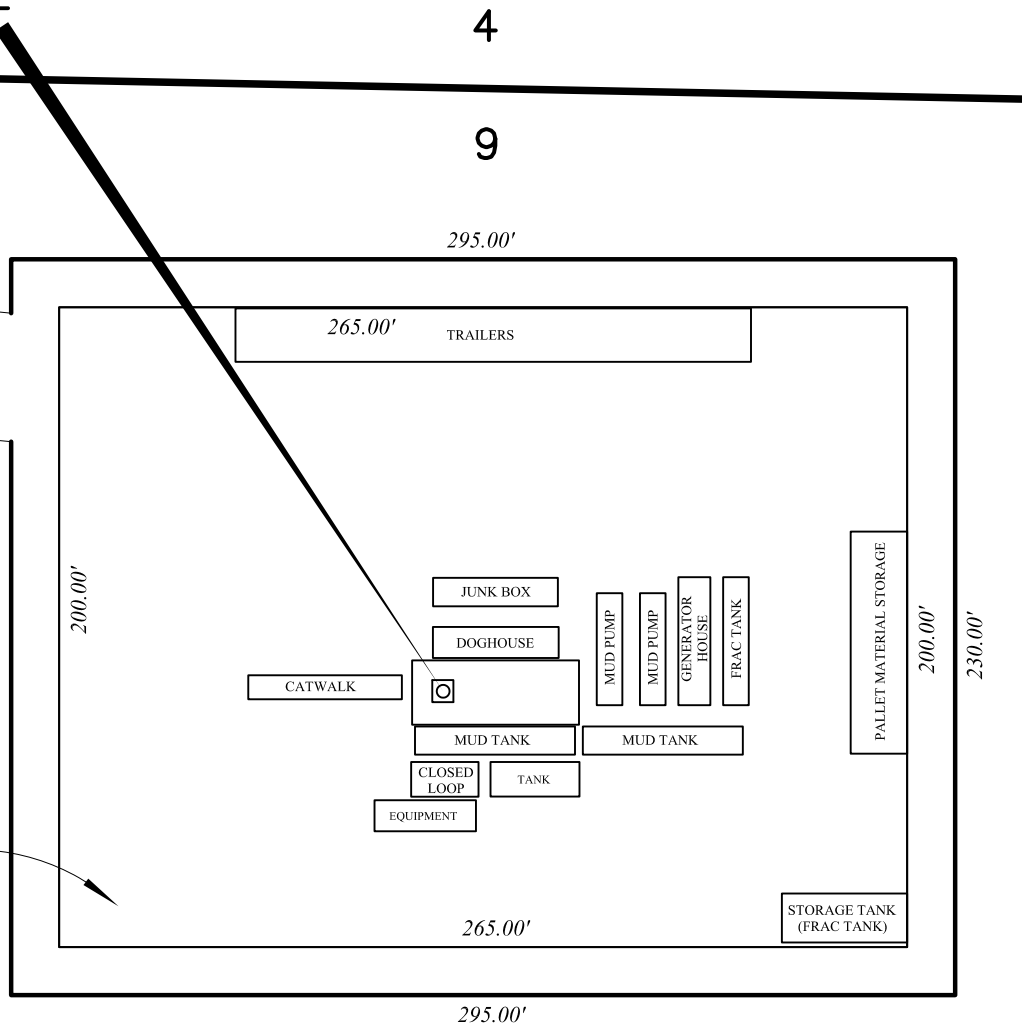 4
9
295.00'
265.00'
TRAILERS
200.00'
JUNK BOX
DOGHOUSE
CATWALK
MUD PUMP
MUD PUMP
GENERATOR
HOUSE
FRAC TANK
PALLET MATERIAL STORAGE
200.00'
230.00'
MUD TANK
MUD TANK
CLOSED
LOOP
TANK
EQUIPMENT
STORAGE TANK
(FRAC TANK)
265.00'
295.00'